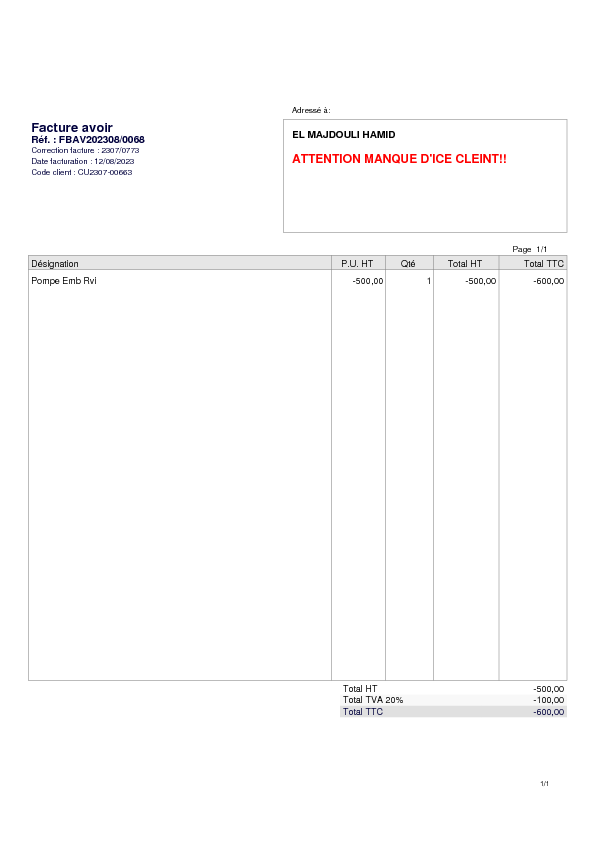 Adressé à:
Facture avoir
Réf. : FBAV202308/0068
Correction facture : 2307/0773
Date facturation : 12/08/2023
Code client : CU2307-00663
EL MAJDOULI HAMID
ATTENTION MANQUE D'ICE CLEINT!!
Page 1/1
Désignation P.U. HT Qté Total HT Total TTC
Pompe Emb Rvi -500,00 1 -500,00 -600,00
Total HT -500,00
Total TVA 20% -100,00
Total TTC -600,00
1/1